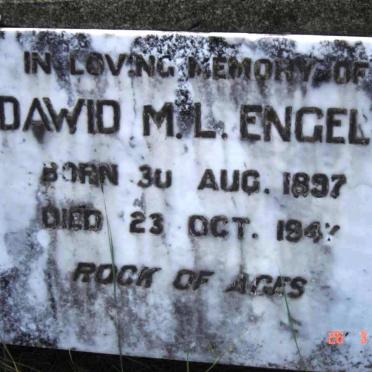 IN LOVING MEMORY OF
DAWID M.L. ENGEL
BORN 30 AUG. 1897
DIED 23 OCT.
ROCK OF AGES